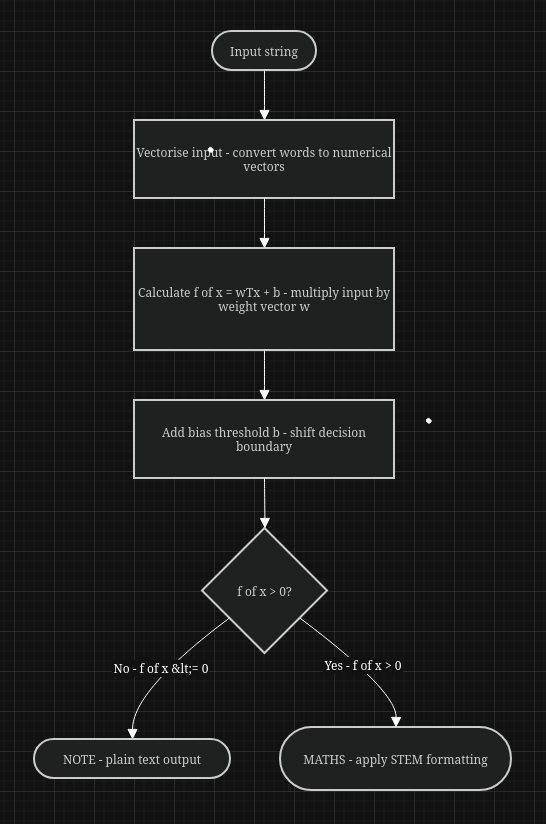 Input string
Vectorise input - convert words to numerical
vectors
Calculate f of x = wTx + b - multiply input by
weight vector w
Add bias threshold b - shift decision
boundary
f of x > 0?
No - f of x &lt;= 0
Yes - f of x > 0
NOTE - plain text output
MATHS - apply STEM formatting